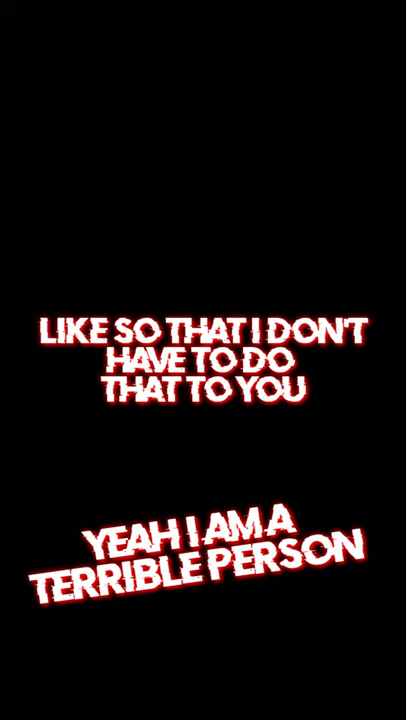 LIKE SO THAT I DON'T
HAVE TO DO
THAT TO YOU
YEAH I AM A
TERRIBLE PERSON